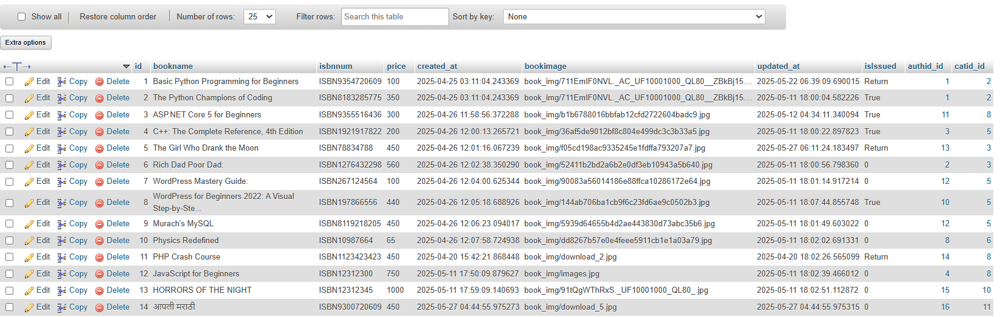 Show all Restore column order Number of rows: 25 Filter rows: Search this table Sort by key: None
Extra options
id bookname isbnnum price created_at bookimage updated_at isIssued authid_id catid_id
Edit Copy Delete 1 Basic Python Programming for Beginners ISBN9354720609 100 2025-04-25 03:11:04.243369 book_img/711EmIF0NVL._AC_UF10001000_QL80__ZBkBj15.... 2025-05-22 06:39:09.690015 Return 1 2
Edit Copy Delete 2 The Python Champions of Coding ISBN8183285775 350 2025-04-25 03:11:04.243369 book_img/711EmIF0NVL._AC_UF10001000_QL80__ZBkBj15.... 2025-05-11 18:00:04.582226 True 1 2
Edit Copy Delete 3 ASP.NET Core 5 for Beginners ISBN9355516436 300 2025-04-26 11:58:56.372288 book_img/b1b6788016bbfab12cfd2722604badc9.jpg 2025-05-12 04:34:11.340094 True 11 8
Edit Copy Delete 4 C++: The Complete Reference, 4th Edition ISBN1921917822 200 2025-04-26 12:00:13.265721 book_img/36af5de9012bf8c804e499dc3c3b33a5.jpg 2025-05-11 18:00:22.897823 True 3 5
Edit Copy Delete 5 The Girl Who Drank the Moon ISBN78834788 450 2025-04-26 12:01:16.067239 book_img/f05cd198ac9335245e1fdffa793207a7.jpg 2025-05-27 06:11:24.183497 Return 13 3
Edit Copy Delete 6 Rich Dad Poor Dad: ISBN1276432298 560 2025-04-26 12:02:38.350290 book_img/52411b2bd2a6b2e0df3eb10943a5b640.jpg 2025-05-11 18:00:56.798360 0 2 3
Edit Copy Delete 7 WordPress Mastery Guide: ISBN267124564 100 2025-04-26 12:04:00.625344 book_img/90083a56014186e88ffca10286172e64.jpg 2025-05-11 18:01:14.917214 0 12 5
Edit Copy Delete 8 WordPress for Beginners 2022: A Visual Step-by-Ste... ISBN197866556 440 2025-04-26 12:05:18.688926 book_img/144ab706ba1cb9f6c23fd6ae9c0502b3.jpg 2025-05-11 18:07:44.855748 True 10 5
Edit Copy Delete 9 Murach's MySQL ISBN8119218205 450 2025-04-26 12:06:23.094017 book_img/5939d64655b4d2ae443830d73abc35b6.jpg 2025-05-11 18:01:49.603022 0 12 5
Edit Copy Delete 10 Physics Redefined ISBN10987664 65 2025-04-26 12:07:58.724938 book_img/dd8267b57e0e4feee5911cb1e1a03a79.jpg 2025-05-11 18:02:02.691331 0 8 6
Edit Copy Delete 11 PHP Crash Course ISBN1123423423 450 2025-04-20 15:42:21.868448 book_img/download_2.jpg 2025-04-20 18:02:26.565099 Return 14 8
Edit Copy Delete 12 JavaScript for Beginners ISBN12312300 750 2025-05-11 17:50:09.879627 book_img/images.jpg 2025-05-11 18:02:39.466012 0 4 8
Edit Copy Delete 13 HORRORS OF THE NIGHT ISBN12312345 1000 2025-05-11 17:59:09.140693 book_img/91tQgWThRxS._UF10001000_QL80_.jpg 2025-05-11 18:02:51.112872 0 15 10
Edit Copy Delete 14 आपली मराठी ISBN9300720609 450 2025-05-27 04:44:55.975273 book_img/download_5.jpg 2025-05-27 04:44:55.975315 0 16 11